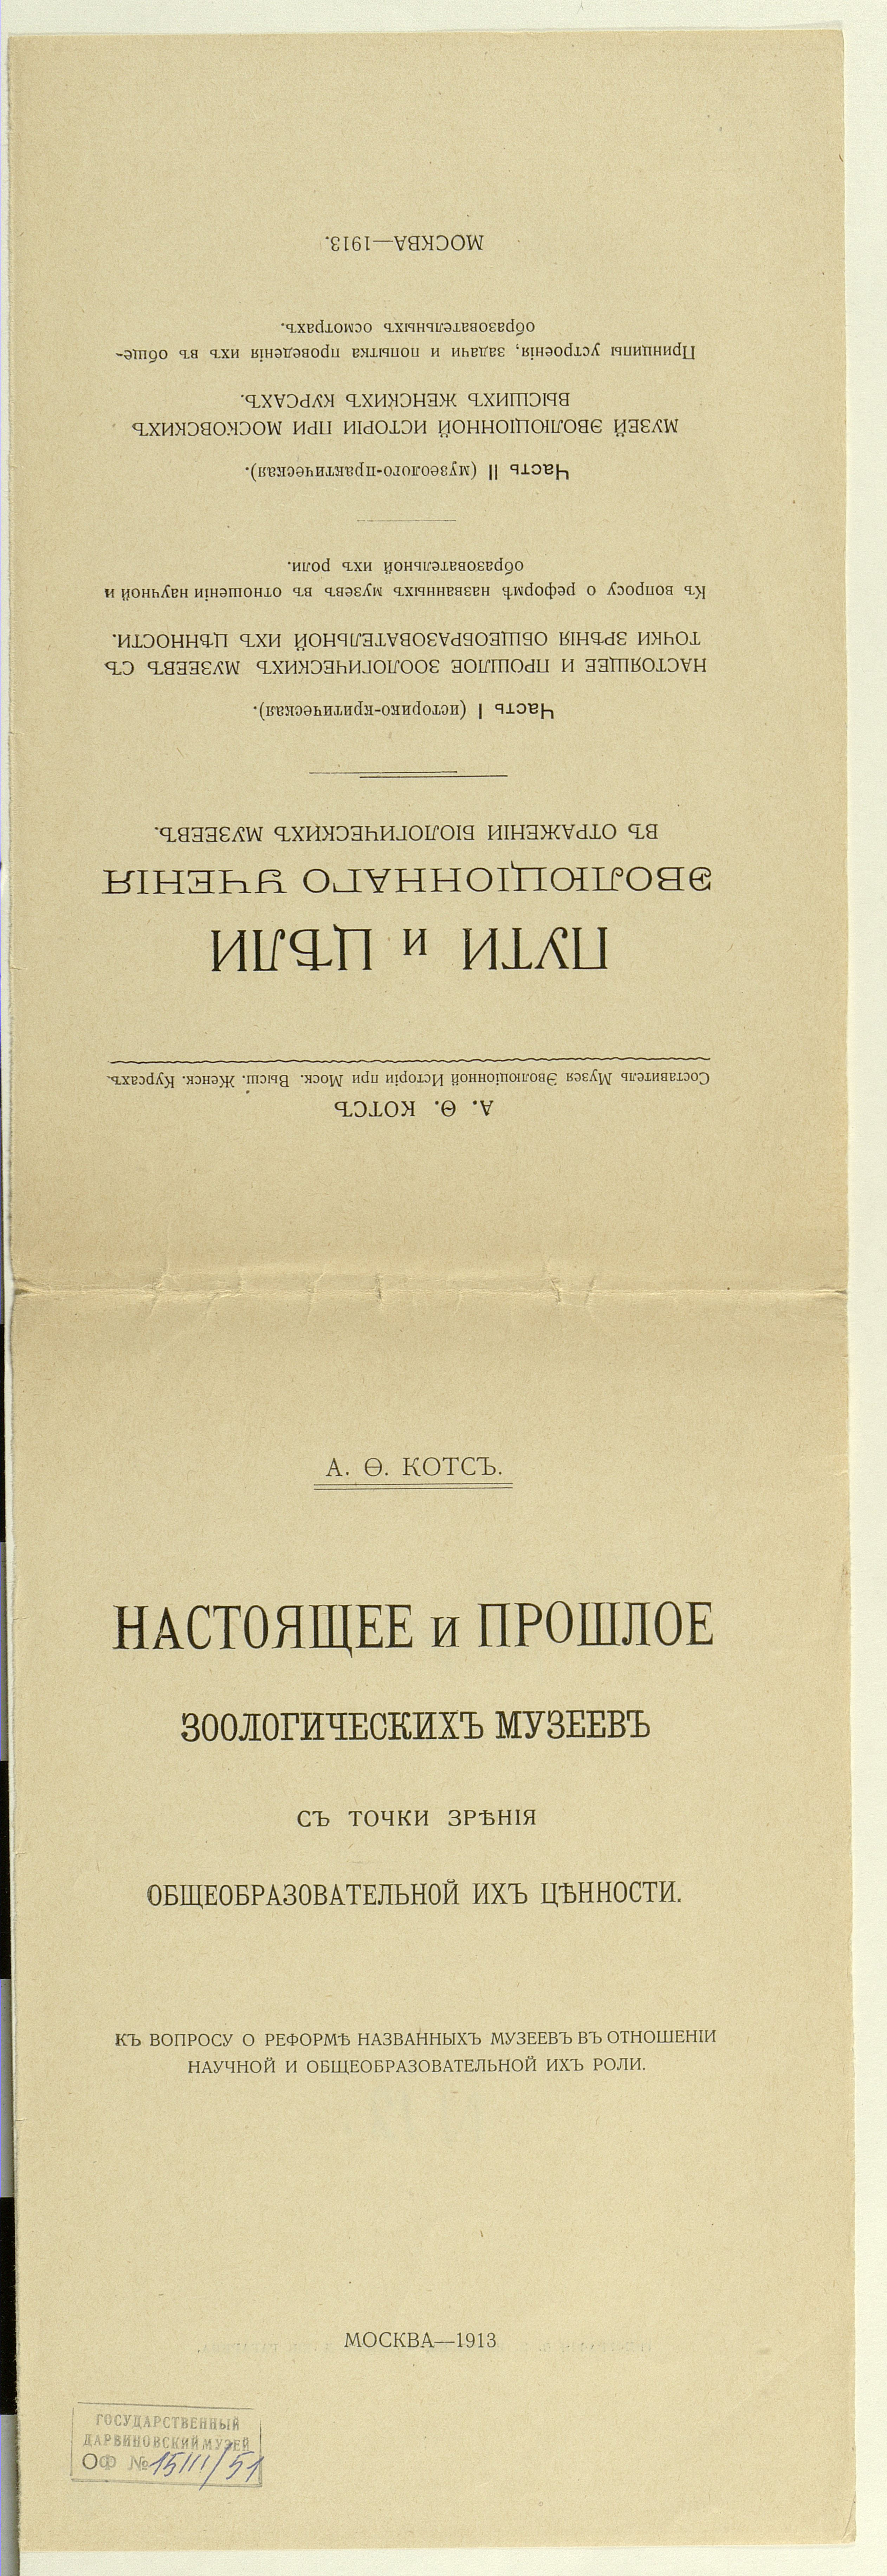 А. Ѳ. КОТСЪ
Составитель Музея Эволюціонной Исторіи при Моск. Высш. Женск. Курсахъ.
ПУТИ и ЦѢЛИ
ЭВОЛЮЦІОННАГО УЧЕНІЯ
ВЪ ОТРАЖЕНІИ БІОЛОГИЧЕСКИХЪ МУЗЕЕВЪ.
Часть I (историко-критическая).
НАСТОЯЩЕЕ И ПРОШЛОЕ ЗООЛОГИЧЕСКИХЪ МУЗЕЕВЪ СЪ
ТОЧКИ ЗРѢНІЯ ОБЩЕОБРАЗОВАТЕЛЬНОЙ ИХЪ ЦѢННОСТИ.
Къ вопросу о реформѣ названныхъ музеевъ въ отношеніи научной и
образовательной ихъ роли.
Часть II (музеолого-практическая).
МУЗЕЙ ЭВОЛЮЦІОННОЙ ИСТОРІИ ПРИ МОСКОВСКИХЪ
ВЫСШИХЪ ЖЕНСКИХЪ КУРСАХЪ.
Принципы устроенія, задачи и попытка проведенія ихъ въ обще-
образовательныхъ осмотрахъ.
МОСКВА—1913.
А. Ѳ. КОТСЪ.
НАСТОЯЩЕЕ и ПРОШЛОЕ
ЗООЛОГИЧЕСКИХЪ МУЗЕЕВЪ
СЪ ТОЧКИ ЗРѢНІЯ
ОБЩЕОБРАЗОВАТЕЛЬНОЙ ИХЪ ЦѢННОСТИ.
КЪ ВОПРОСУ О РЕФОРМѢ НАЗВАННЫХЪ МУЗЕЕВЪ ВЪ ОТНОШЕНІИ
НАУЧНОЙ И ОБЩЕОБРАЗОВАТЕЛЬНОЙ ИХЪ РОЛИ.
МОСКВА—1913
ГОСУДАРСТВЕННЫЙ
ДАРВИНОВСКИЙ МУЗЕЙ
ОФ № 15111/51